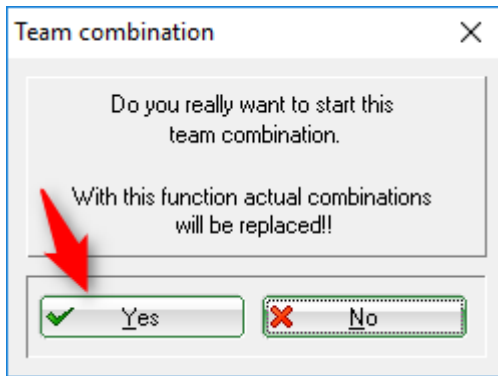 Team combination
Do you really want to start this
team combination.
With this function actual combinations
will be replaced!!
Yes
No